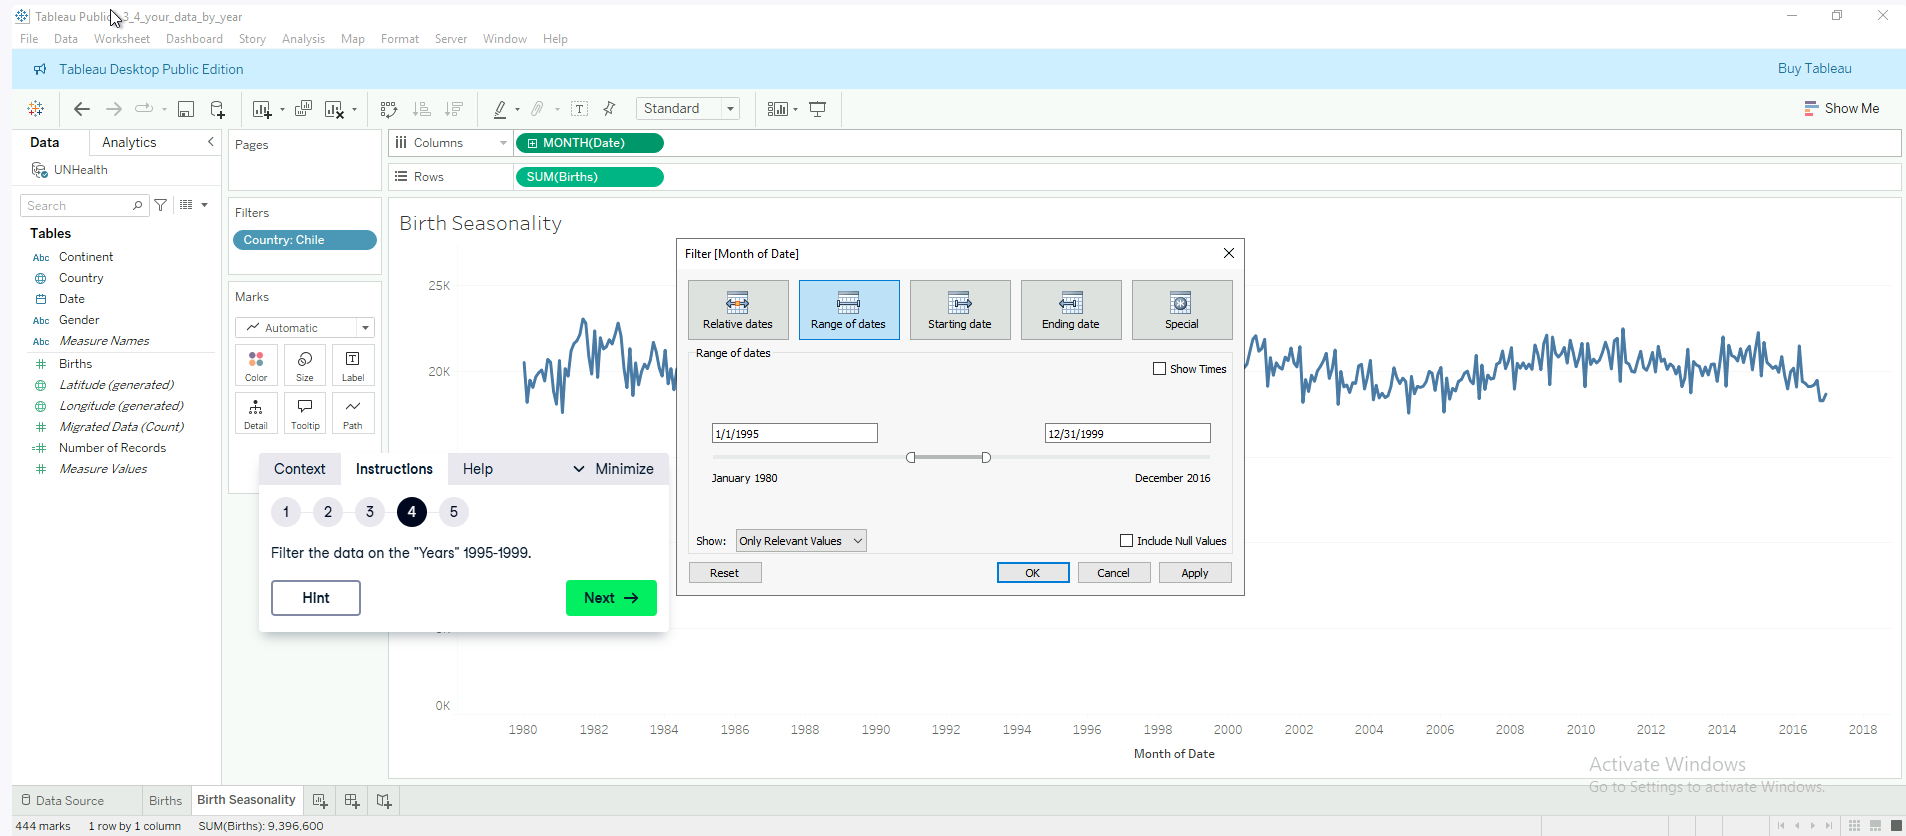 Tableau Public 3_4_your_data_by_year
File Data Worksheet Dashboard Story Analysis Map Format Server Window Help
Tableau Desktop Public Edition
Buy Tableau
Standard
Show Me
Data
Analytics
Pages
Columns
MONTH(Date)
UNHealth
Rows
SUM(Births)
Search
Filters
Country: Chile
Tables
Abc Continent
Country
Date
Abc Gender
Abc Measure Names
Births
Latitude (generated)
Longitude (generated)
Migrated Data (Count)
Number of Records
Measure Values
Marks
Automatic
Color
Size
Label
Detail
Tooltip
Path
Birth Seasonality
25K
20K
0K
1980 1982 1984 1986 1988 1990 1992 1994 1996 1998 2000 2002 2004 2006 2008 2010 2012 2014 2016 2018
Month of Date
Filter [Month of Date]
Relative dates
Range of dates
Starting date
Ending date
Special
Range of dates
Show Times
1/1/1995
12/31/1999
January 1980
December 2016
Show:
Only Relevant Values
Include Null Values
Reset
OK
Cancel
Apply
Context
Instructions
Help
Minimize
1 2 3 4 5
Filter the data on the "Years" 1995-1999.
Hint
Next
Activate Windows
Go to Settings to activate Windows.
Data Source
Births
Birth Seasonality
444 marks
1 row by 1 column
SUM(Births): 9,396,600